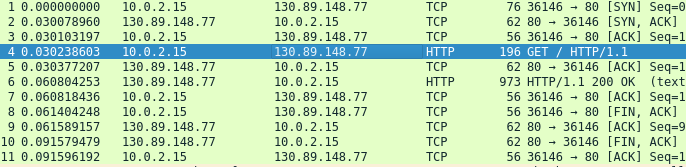 1 0.000000000 10.0.2.15 130.89.148.77 TCP 76 36146 → 80 [SYN] Seq=0
2 0.030078960 130.89.148.77 10.0.2.15 TCP 62 80 → 36146 [SYN, ACK]
3 0.030103197 10.0.2.15 130.89.148.77 TCP 56 36146 → 80 [ACK] Seq=1
4 0.030238603 10.0.2.15 130.89.148.77 HTTP 196 GET / HTTP/1.1
5 0.030377207 130.89.148.77 10.0.2.15 TCP 62 80 → 36146 [ACK] Seq=1
6 0.060804253 130.89.148.77 10.0.2.15 HTTP 973 HTTP/1.1 200 OK (text
7 0.060818436 10.0.2.15 130.89.148.77 TCP 56 36146 → 80 [ACK] Seq=1
8 0.061404248 10.0.2.15 130.89.148.77 TCP 56 36146 → 80 [FIN, ACK]
9 0.061589157 130.89.148.77 10.0.2.15 TCP 62 80 → 36146 [ACK] Seq=9
10 0.091579479 130.89.148.77 10.0.2.15 TCP 62 80 → 36146 [FIN, ACK]
11 0.091596192 10.0.2.15 130.89.148.77 TCP 56 36146 → 80 [ACK] Seq=1